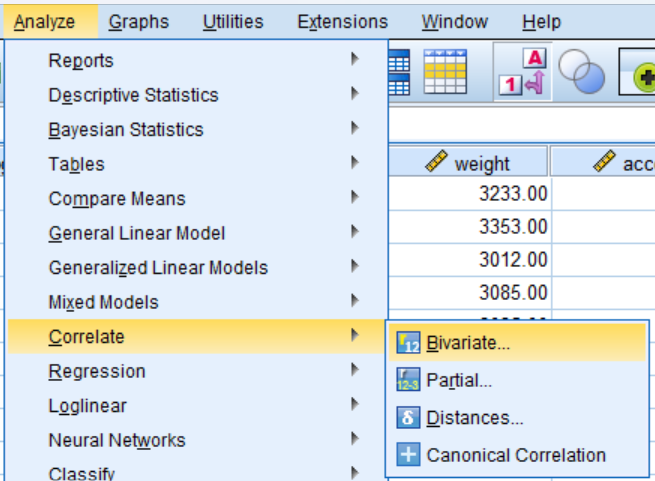 Analyze Graphs Utilities Extensions Window Help
Reports
Descriptive Statistics
Bayesian Statistics
Tables
Compare Means
General Linear Model
Generalized Linear Models
Mixed Models
Correlate
Regression
Loglinear
Neural Networks
Classify
A
1
weight
3233.00
3353.00
3012.00
3085.00
Bivariate...
Partial...
Distances...
Canonical Correlation